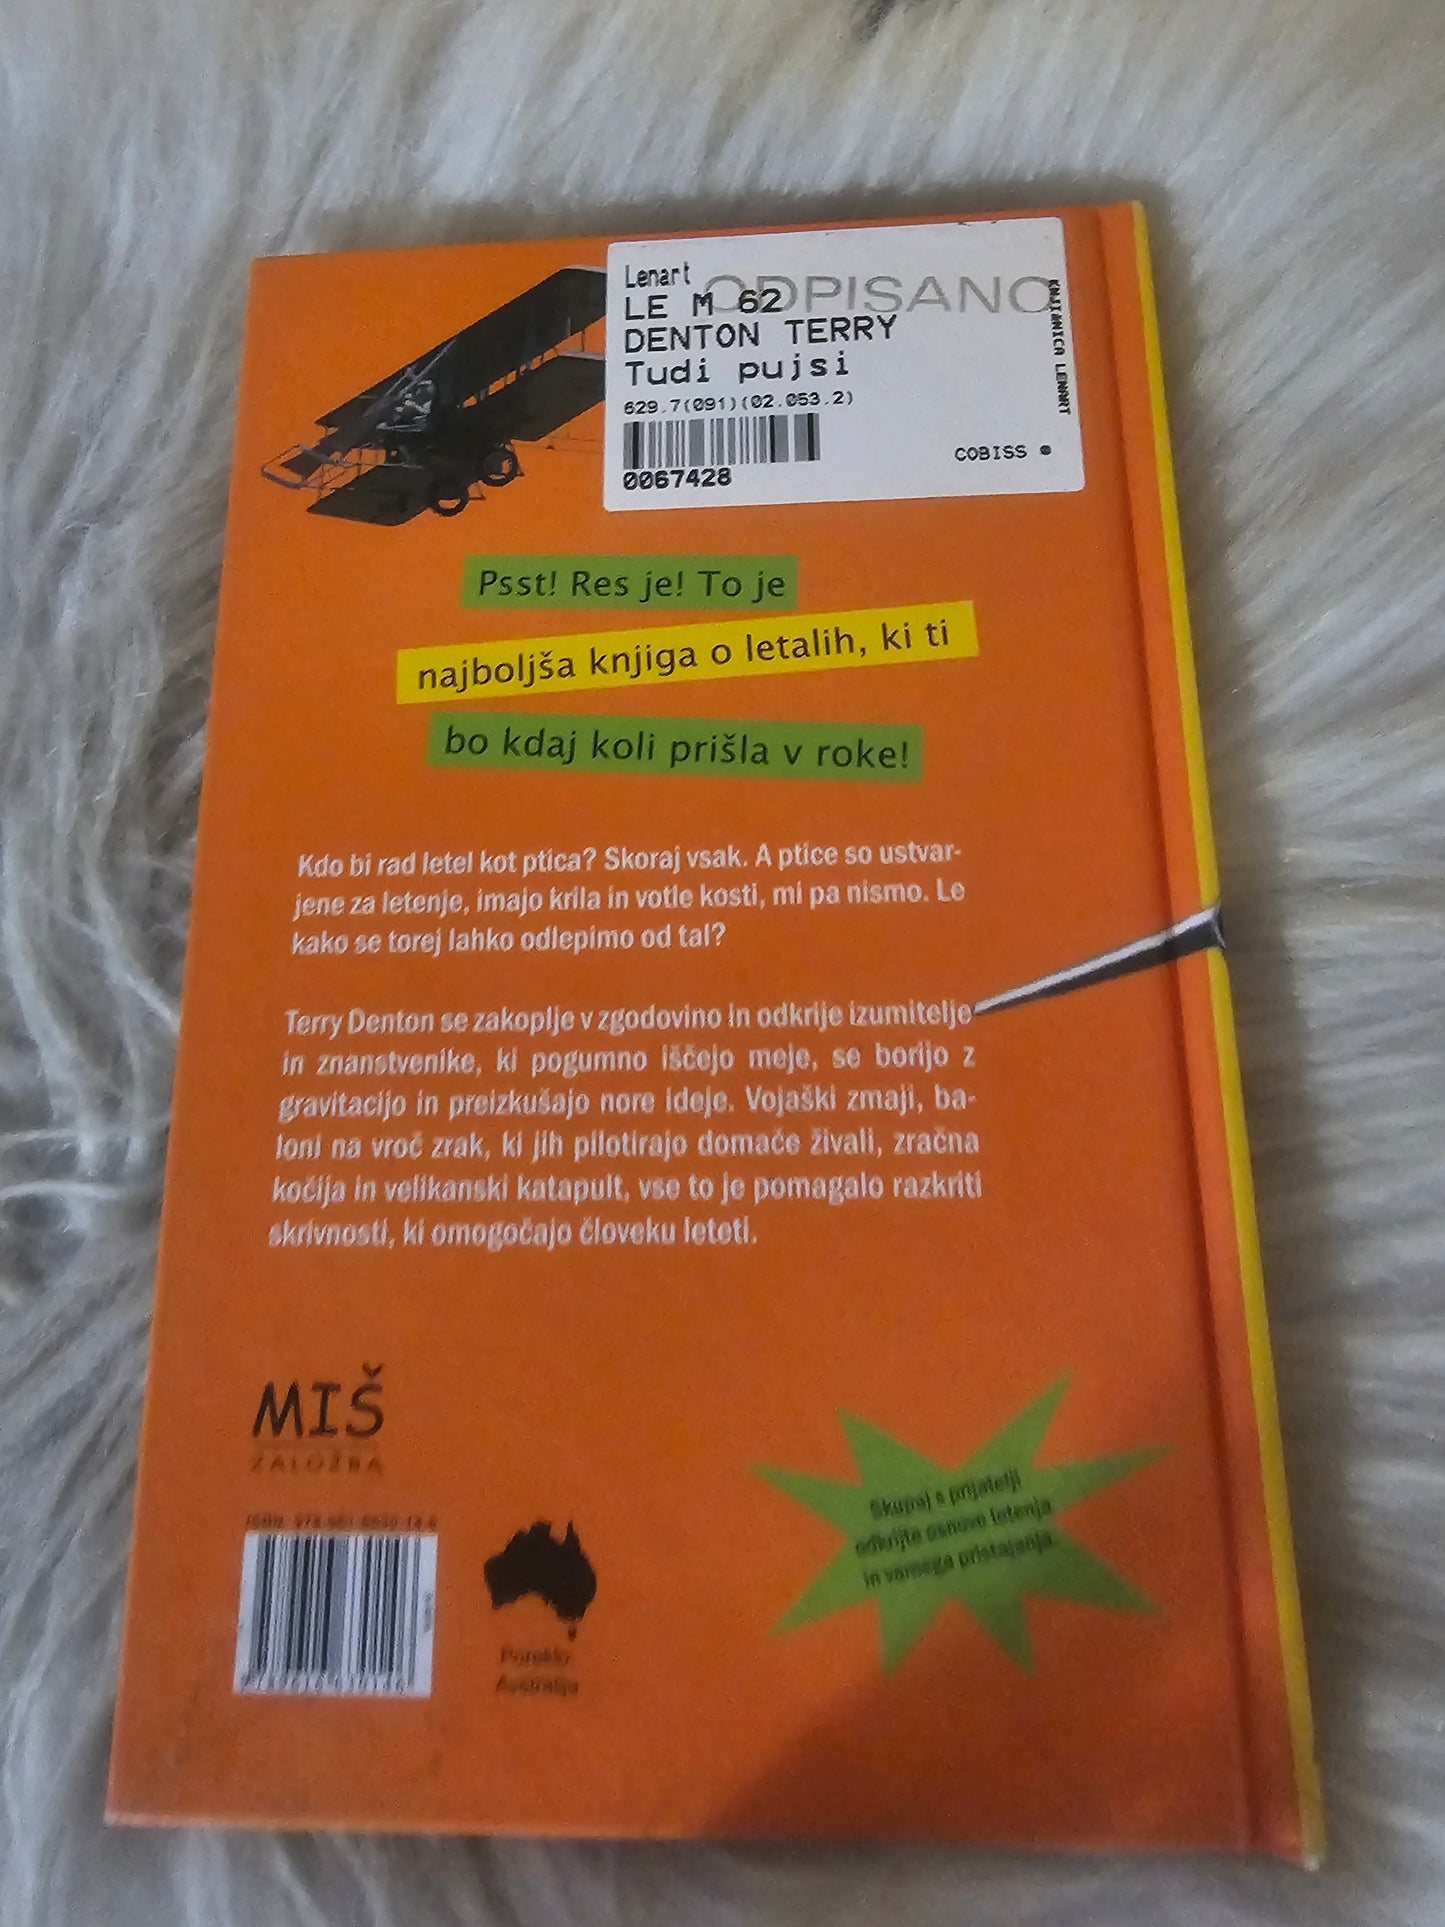 Lenart
ODPISANO
LE M 62
DENTON TERRY
Tudi pujsi
629.7(091)(02.053.2)
0067428
COBISS
KNJIŽNICA LENART
Psst! Res je! To je
najboljša knjiga o letalih, ki ti
bo kdaj koli prišla v roke!
Kdo bi rad letel kot ptica? Skoraj vsak. A ptice so ustvar-
jene za letenje, imajo krila in votle kosti, mi pa nismo. Le
kako se torej lahko odlepimo od tal?
Terry Denton se zakoplje v zgodovino in odkrije izumitelje
in znanstvenike, ki pogumno iščejo meje, se borijo z
gravitacijo in preizkušajo nore ideje. Vojaški zmaji, ba-
loni na vroč zrak, ki jih pilotirajo domače živali, zračna
kočija in velikanski katapult, vse to je pomagalo razkriti
skrivnosti, ki omogočajo človeku leteti.
MIŠ
ZALOŽBA
Skupaj s prijatelji
odkrijte osnove letenja
in varnega pristajanja.
ISBN
Poreklo:
Avstralija